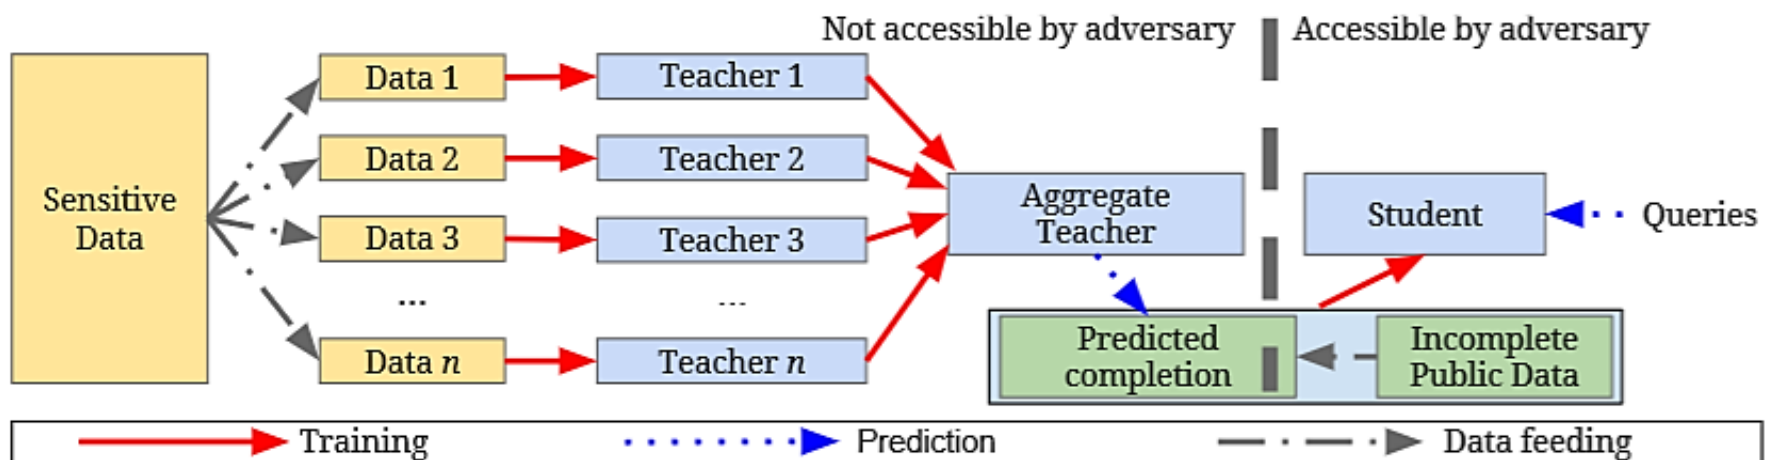 Not accessible by adversary
Accessible by adversary
Sensitive
Data
Data 1
Teacher 1
Data 2
Teacher 2
Data 3
Teacher 3
...
...
Data n
Teacher n
Aggregate
Teacher
Student
Queries
Predicted
completion
Incomplete
Public Data
Training
Prediction
Data feeding